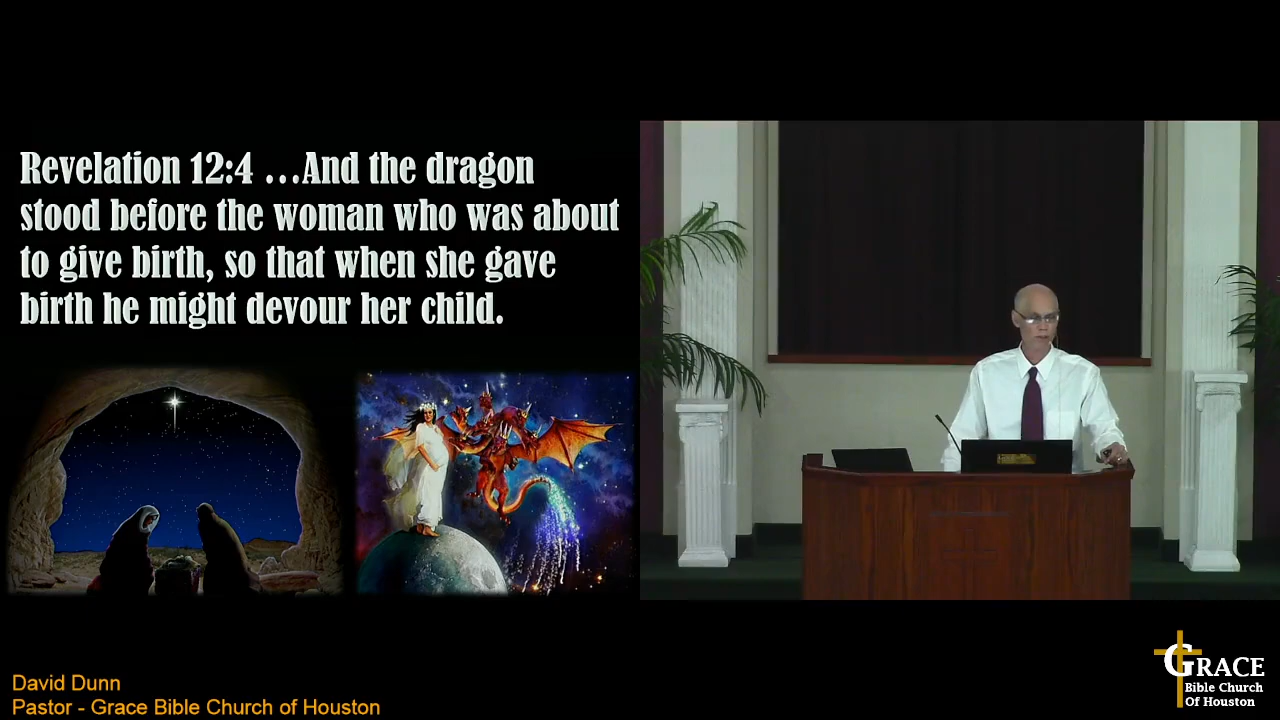 Revelation 12:4 ...And the dragon
stood before the woman who was about
to give birth, so that when she gave
birth he might devour her child.
David Dunn
Pastor - Grace Bible Church of Houston
GRACE
Bible Church
Of Houston